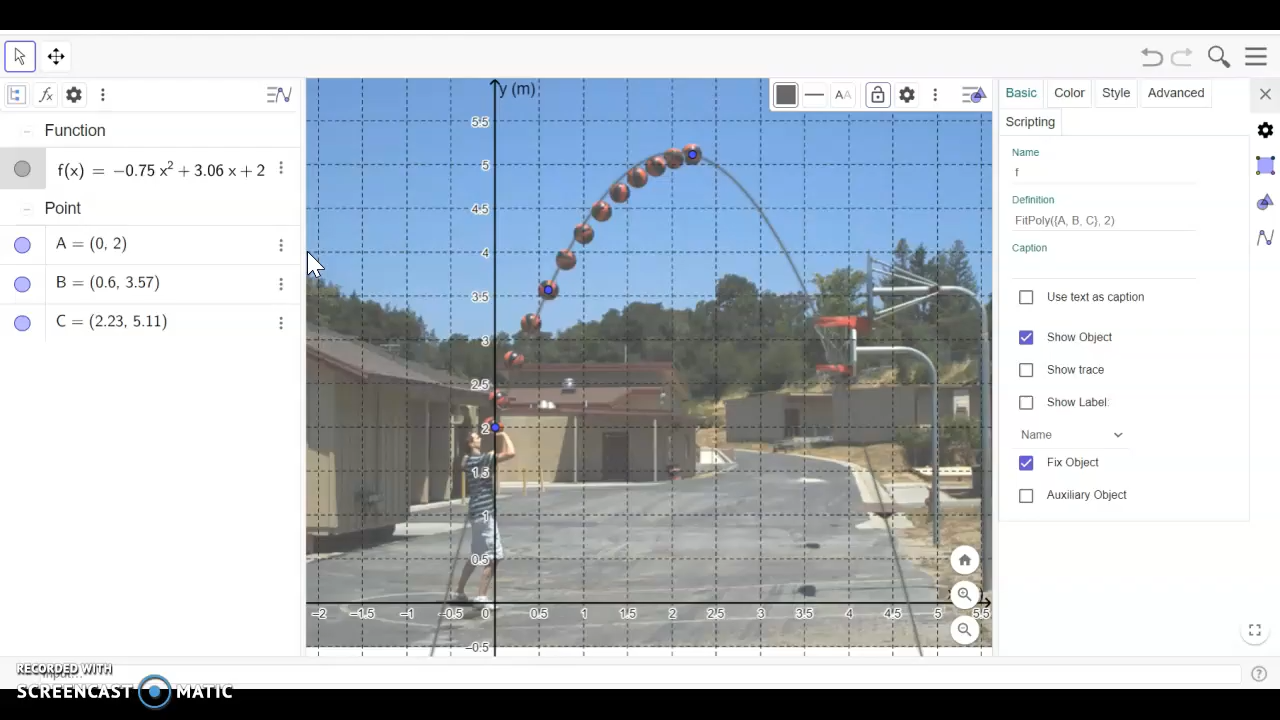 y (m)
Basic
Color
Style
Advanced
Scripting
Function
f(x) = −0.75 x² + 3.06 x + 2
Point
A = (0, 2)
B = (0.6, 3.57)
C = (2.23, 5.11)
5.5
5
4.5
4
3.5
3
2.5
2
1.5
1
0.5
−0.5
−2 −1.5 −1 −0.5 0 0.5 1 1.5 2 2.5 3 3.5 4 4.5 5 5.5
Name
f
Definition
FitPoly({A, B, C}, 2)
Caption
Use text as caption
Show Object
Show trace
Show Label:
Name
Fix Object
Auxiliary Object
Input...
RECORDED WITH
SCREENCAST MATIC